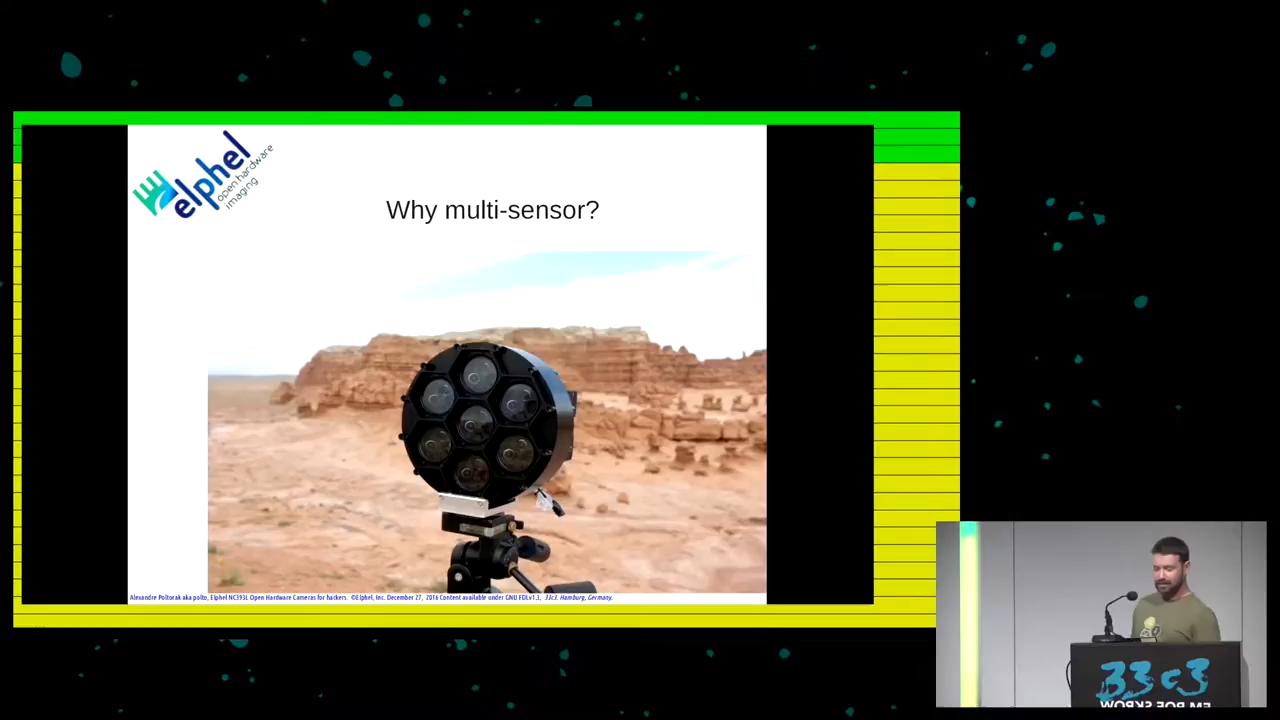 elphel
open hardware
imaging
Why multi-sensor?
Alexandre Poltorak aka polto, Elphel NC393L Open Hardware Cameras for hackers. ©Elphel, Inc. December 27, 2016 Content available under GNU FDLv1.3, 33c3. Hamburg, Germany.
33c3